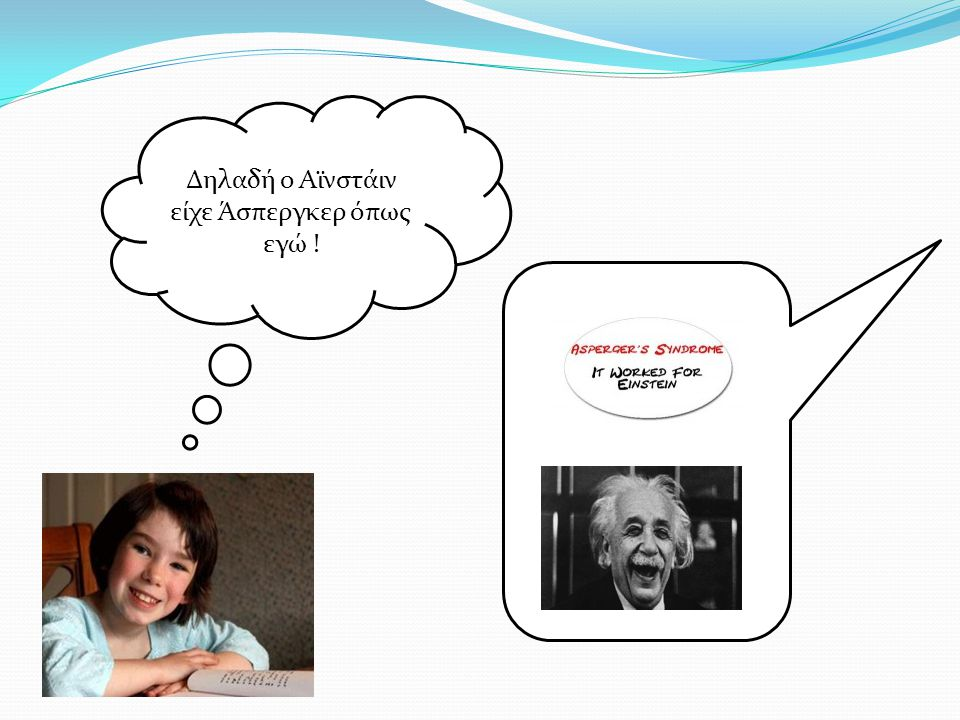 Δηλαδή ο Αϊνστάιν
είχε Άσπεργκερ όπως
εγώ !
ASPERGER'S SYNDROME
IT WORKED FOR
EINSTEIN